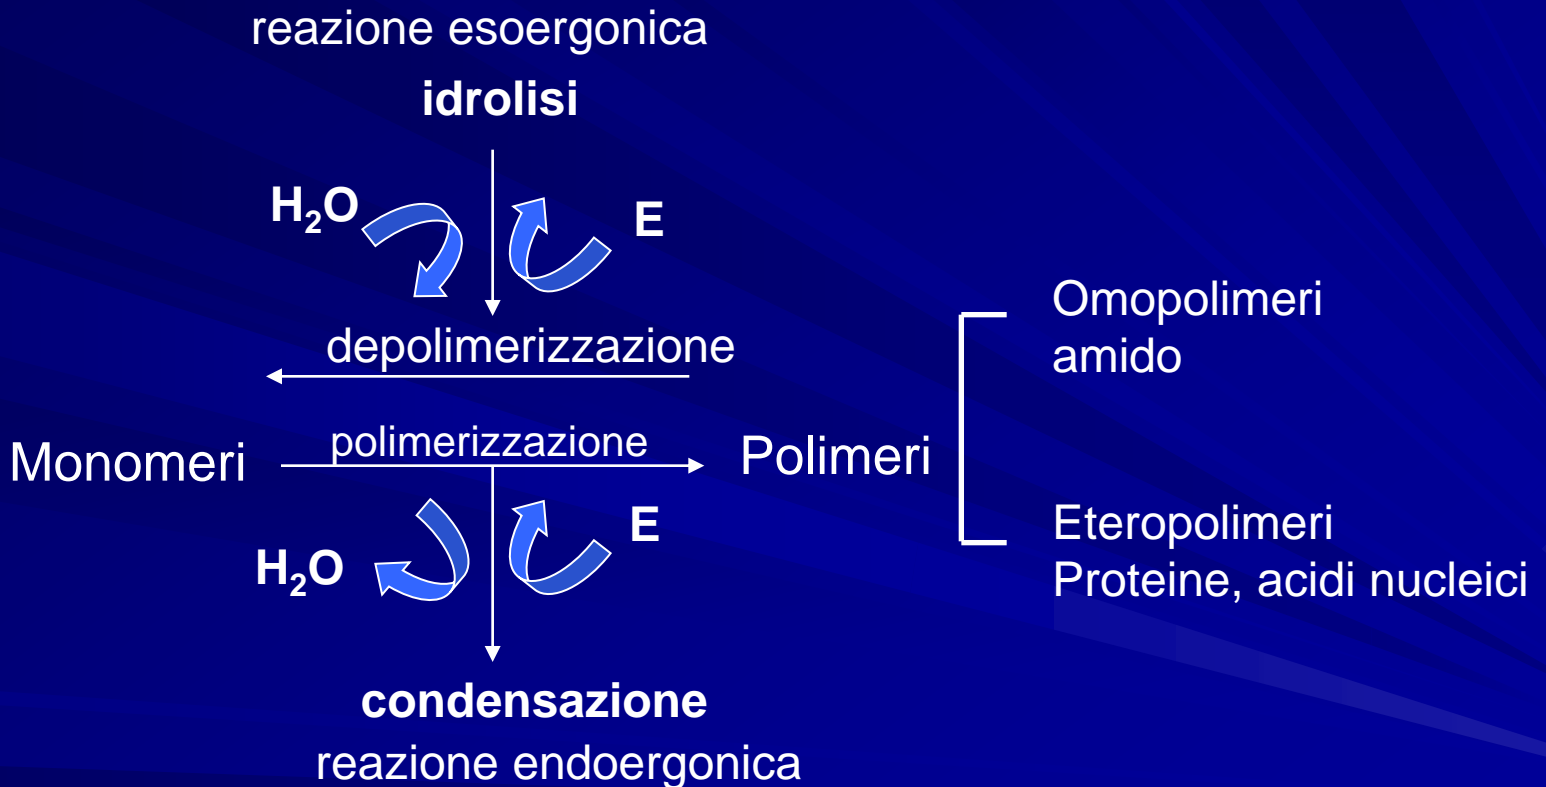 reazione esoergonica
idrolisi
H₂O
E
depolimerizzazione
Monomeri
polimerizzazione
Polimeri
H₂O
E
condensazione
reazione endoergonica
Omopolimeri
amido
Eteropolimeri
Proteine, acidi nucleici